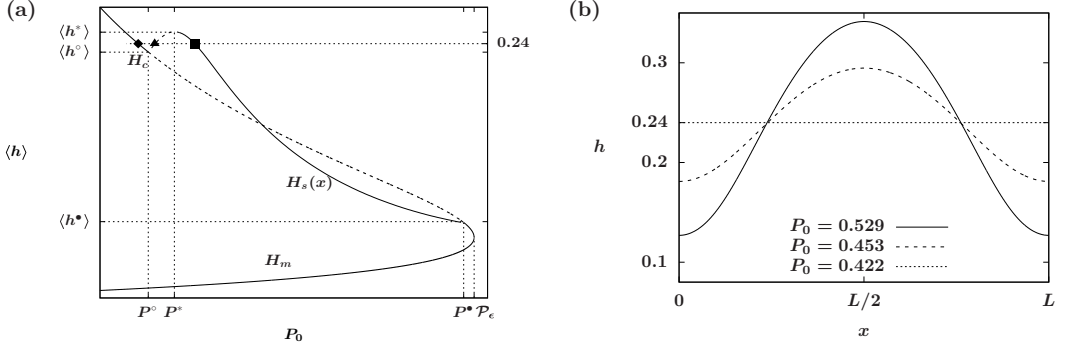 (a)
⟨h*⟩
⟨h°⟩
⟨h⟩
⟨h•⟩
H_c
H_s(x)
H_m
0.24
P° P* P• 𝒫_ϵ
P_0
(b)
0.3
0.24
h
0.2
0.1
P_0 = 0.529
P_0 = 0.453
P_0 = 0.422
0 L/2 L
x